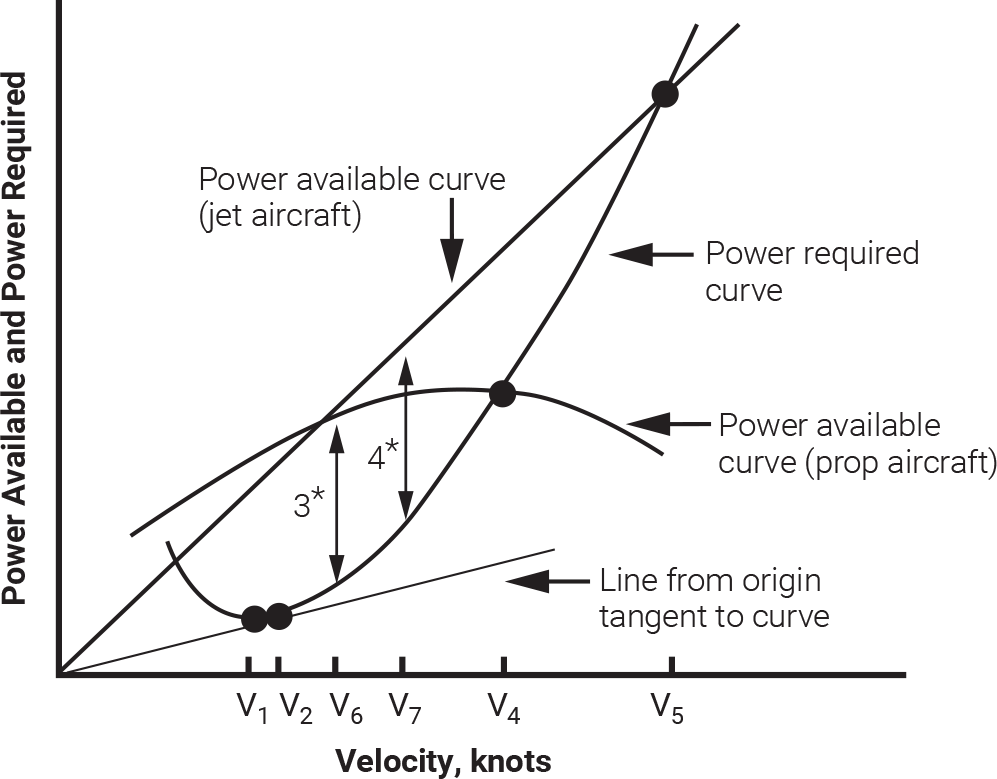 Power Available and Power Required
Power available curve
(jet aircraft)
Power required
curve
Power available
curve (prop aircraft)
4*
3*
Line from origin
tangent to curve
V1 V2 V6 V7 V4 V5
Velocity, knots